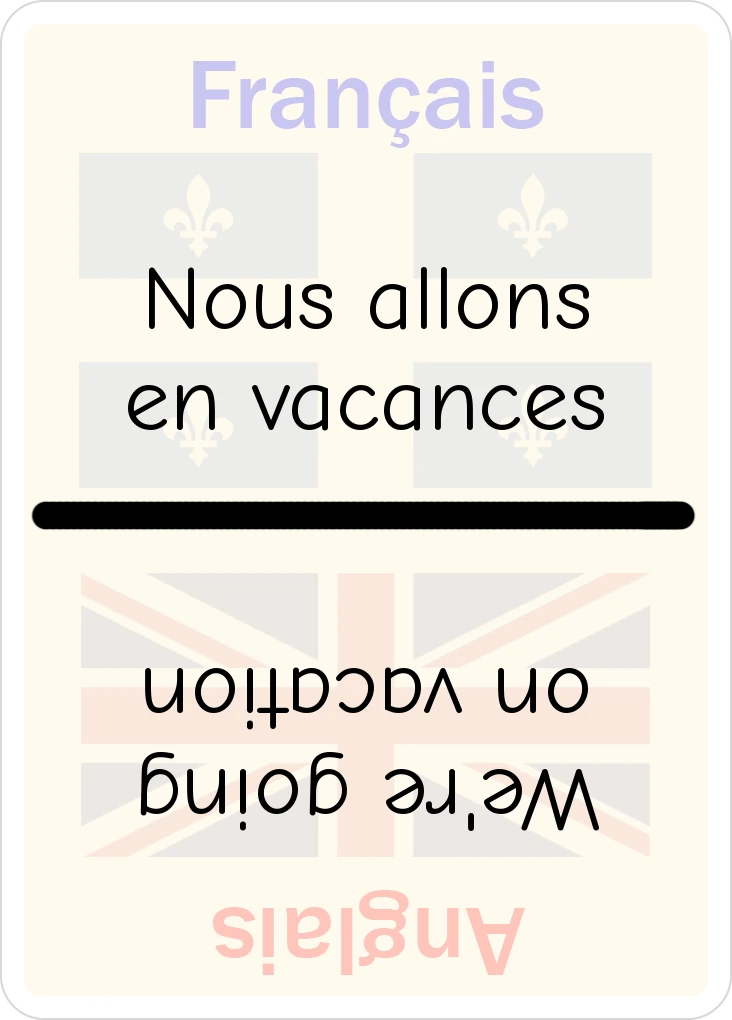 Français
Nous allons
en vacances
Anglais
We're going
on vacation